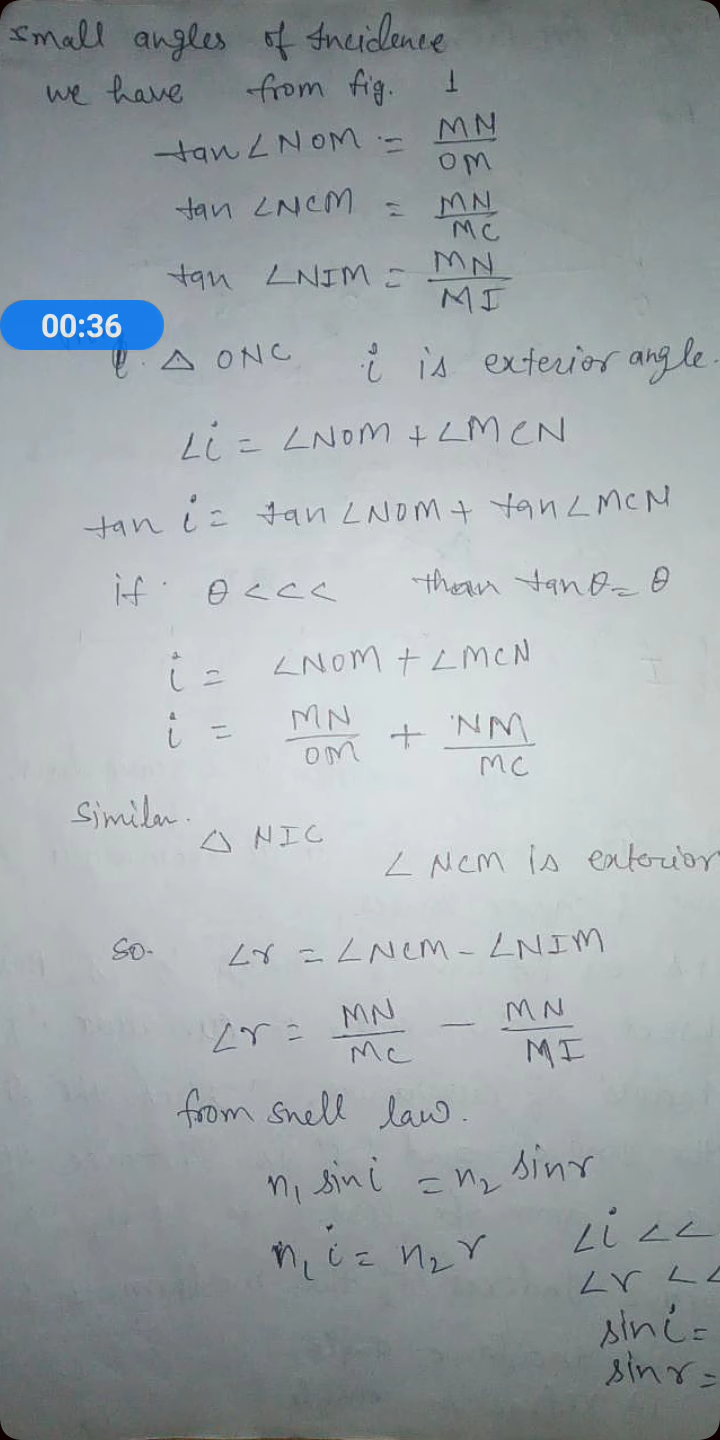 small angles of Incidence
we have from fig. 1
tan ∠NOM = MN/OM
tan ∠NCM = MN/MC
tan ∠NIM = MN/MI
00:36
△ ONC i is exterior angle.
∠i = ∠NOM + ∠MCN
tan i = tan ∠NOM + tan ∠MCN
if θ <<< than tanθ = θ
i = ∠NOM + ∠MCN
i = MN/OM + NM/MC
Similar. △ NIC
∠ NCM is exterior
so. ∠r = ∠NCM - ∠NIM
∠r = MN/MC - MN/MI
from snell law.
n₁ sin i = n₂ sin r
n₁ i = n₂ r ∠i <<
∠r <<
sin i =
sin r =